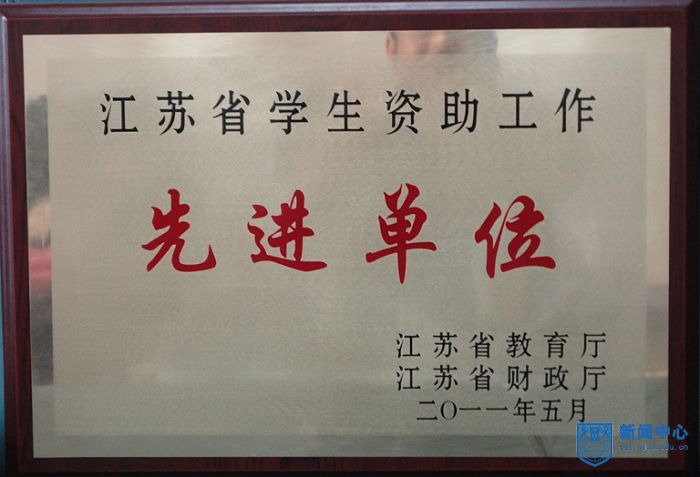 江苏省学生资助工作
先进单位
江苏省教育厅
江苏省财政厅
二〇一一年五月
新闻中心